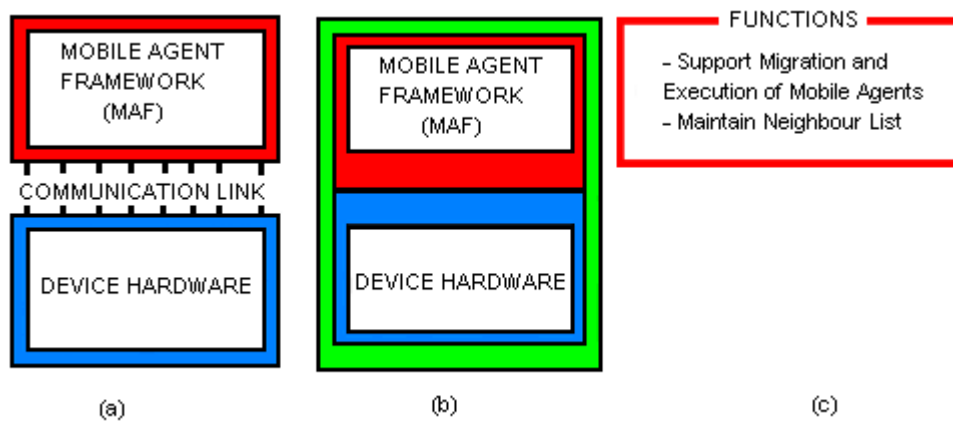 MOBILE AGENT
FRAMEWORK
(MAF)
COMMUNICATION LINK
DEVICE HARDWARE
(a)
MOBILE AGENT
FRAMEWORK
(MAF)
DEVICE HARDWARE
(b)
FUNCTIONS
- Support Migration and
Execution of Mobile Agents
- Maintain Neighbour List
(c)